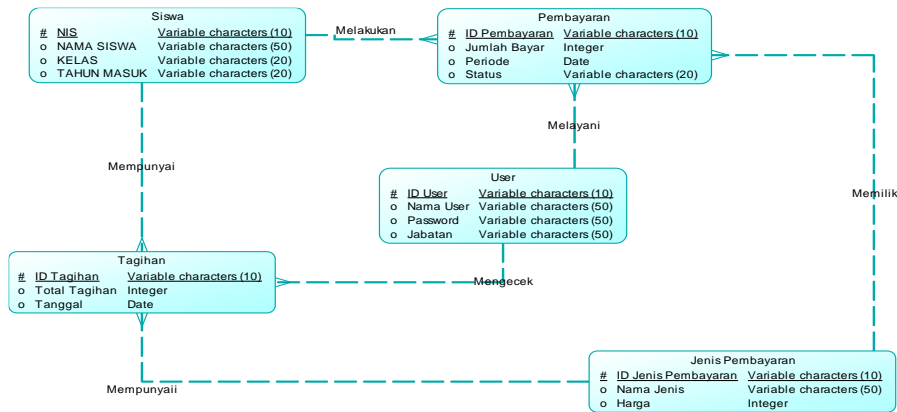 Siswa
# NIS Variable characters (10)
o NAMA SISWA Variable characters (50)
o KELAS Variable characters (20)
o TAHUN MASUK Variable characters (20)
Melakukan
Pembayaran
# ID Pembayaran Variable characters (10)
o Jumlah Bayar Integer
o Periode Date
o Status Variable characters (20)
Melayani
Mempunyai
User
# ID User Variable characters (10)
o Nama User Variable characters (50)
o Password Variable characters (50)
o Jabatan Variable characters (50)
Memilik
Tagihan
# ID Tagihan Variable characters (10)
o Total Tagihan Integer
o Tanggal Date
Mengecek
Mempunyaii
Jenis Pembayaran
# ID Jenis Pembayaran Variable characters (10)
o Nama Jenis Variable characters (50)
o Harga Integer